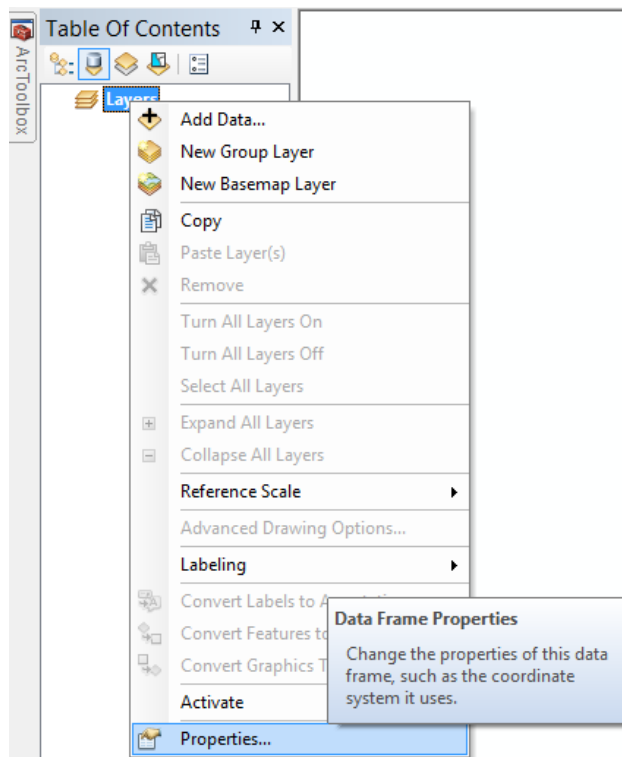 Table Of Contents
ArcToolbox
Layers
Add Data...
New Group Layer
New Basemap Layer
Copy
Paste Layer(s)
Remove
Turn All Layers On
Turn All Layers Off
Select All Layers
Expand All Layers
Collapse All Layers
Reference Scale
Advanced Drawing Options...
Labeling
Convert Labels to
Convert Features to
Convert Graphics
Data Frame Properties
Change the properties of this data
frame, such as the coordinate
system it uses.
Activate
Properties...